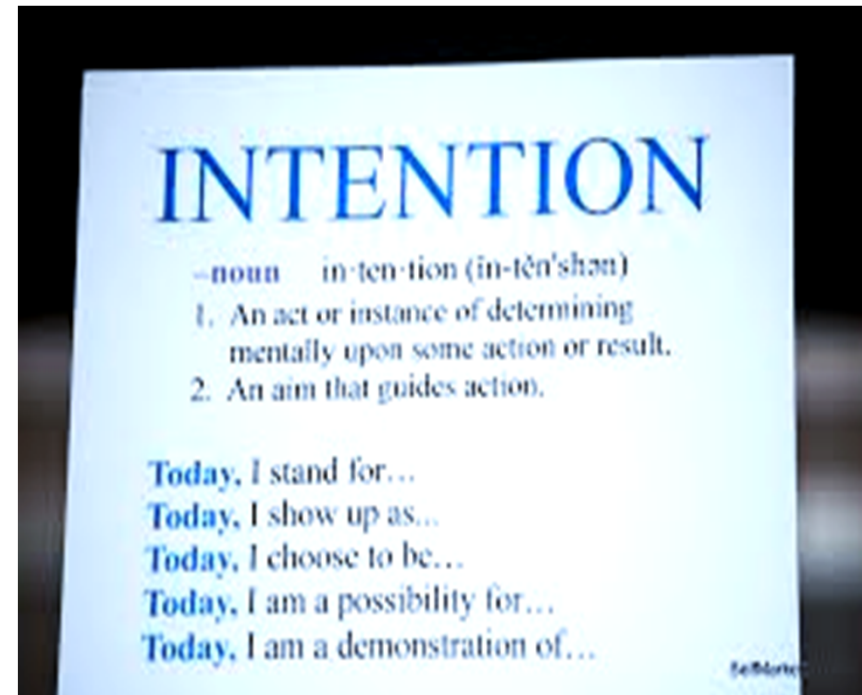 INTENTION
–noun in·ten·tion (in-tĕn'shən)
1. An act or instance of determining
mentally upon some action or result.
2. An aim that guides action.
Today, I stand for…
Today, I show up as...
Today, I choose to be…
Today, I am a possibility for…
Today, I am a demonstration of…